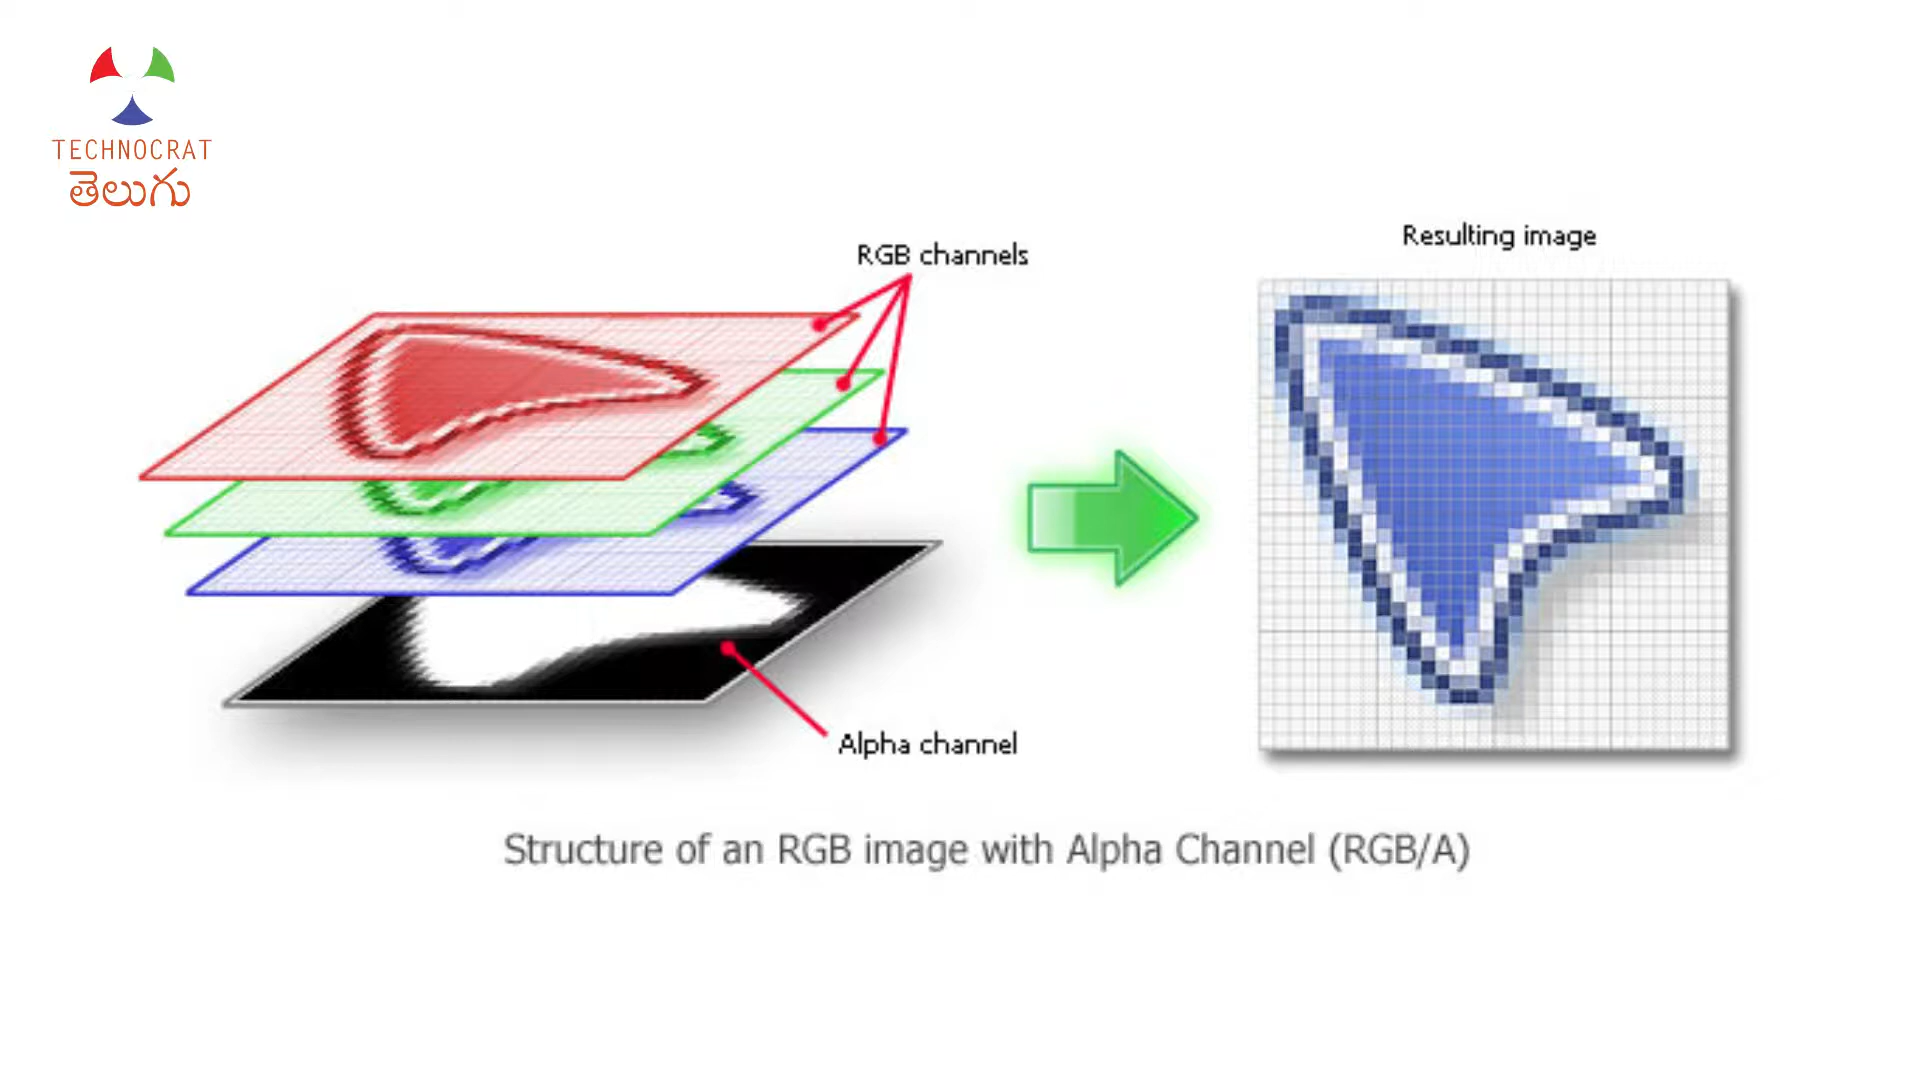 TECHNOCRAT
తెలుగు
RGB channels
Resulting image
Alpha channel
Structure of an RGB image with Alpha Channel (RGB/A)